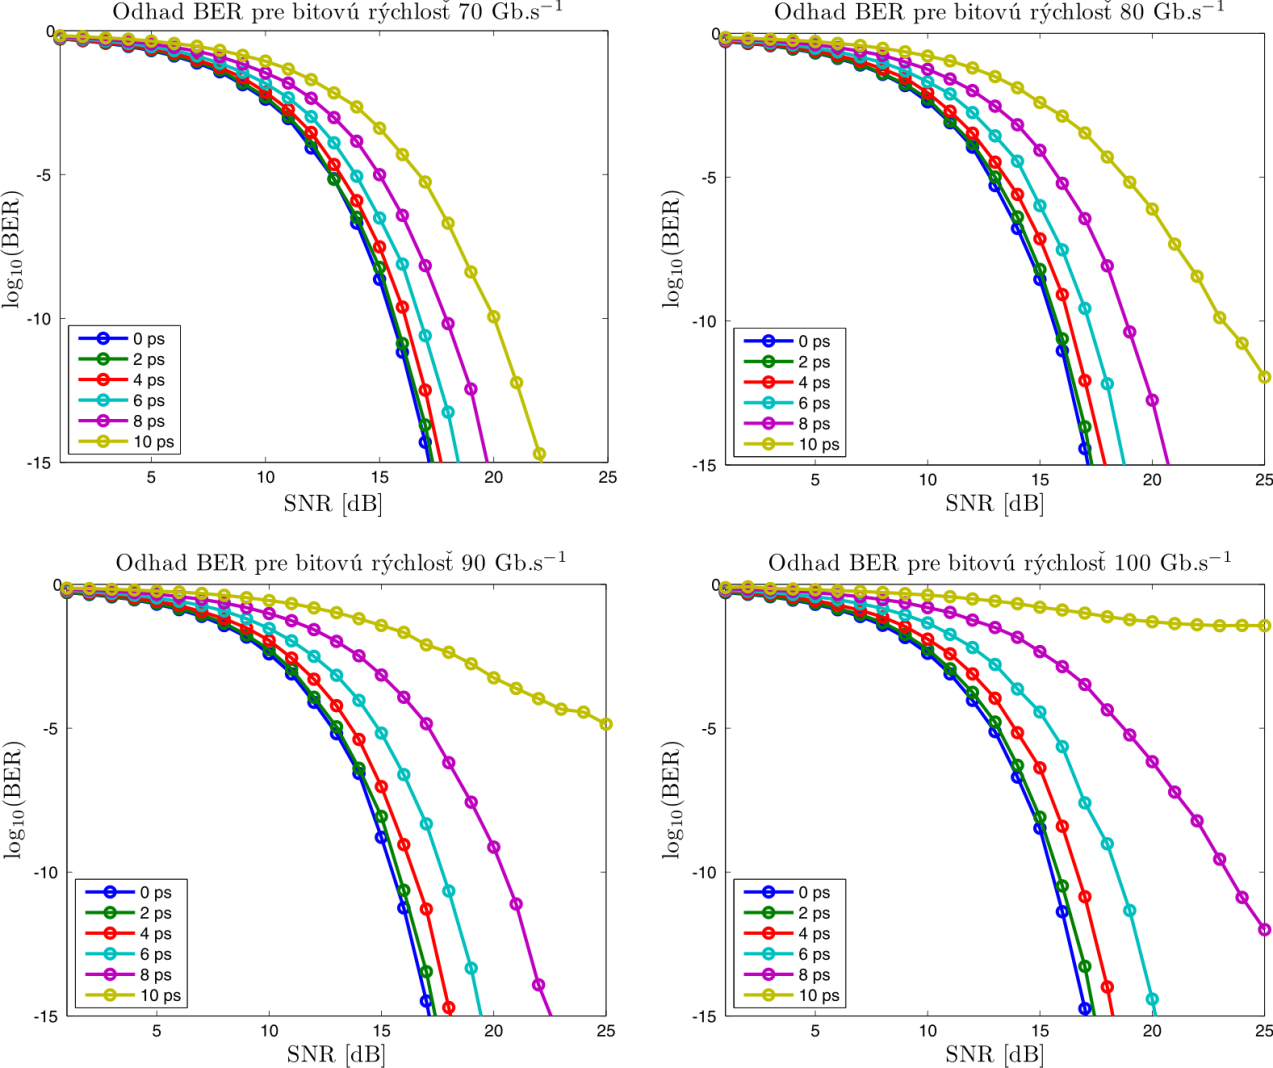 Odhad BER pre bitovú rýchlosť 70 Gb.s−1
0
-5
-10
-15
log10(BER)
0 ps
2 ps
4 ps
6 ps
8 ps
10 ps
5
10
15
20
25
SNR [dB]
Odhad BER pre bitovú rýchlosť 80 Gb.s−1
0
-5
-10
-15
log10(BER)
0 ps
2 ps
4 ps
6 ps
8 ps
10 ps
5
10
15
20
25
SNR [dB]
Odhad BER pre bitovú rýchlosť 90 Gb.s−1
0
-5
-10
-15
log10(BER)
0 ps
2 ps
4 ps
6 ps
8 ps
10 ps
5
10
15
20
25
SNR [dB]
Odhad BER pre bitovú rýchlosť 100 Gb.s−1
0
-5
-10
-15
log10(BER)
0 ps
2 ps
4 ps
6 ps
8 ps
10 ps
5
10
15
20
25
SNR [dB]